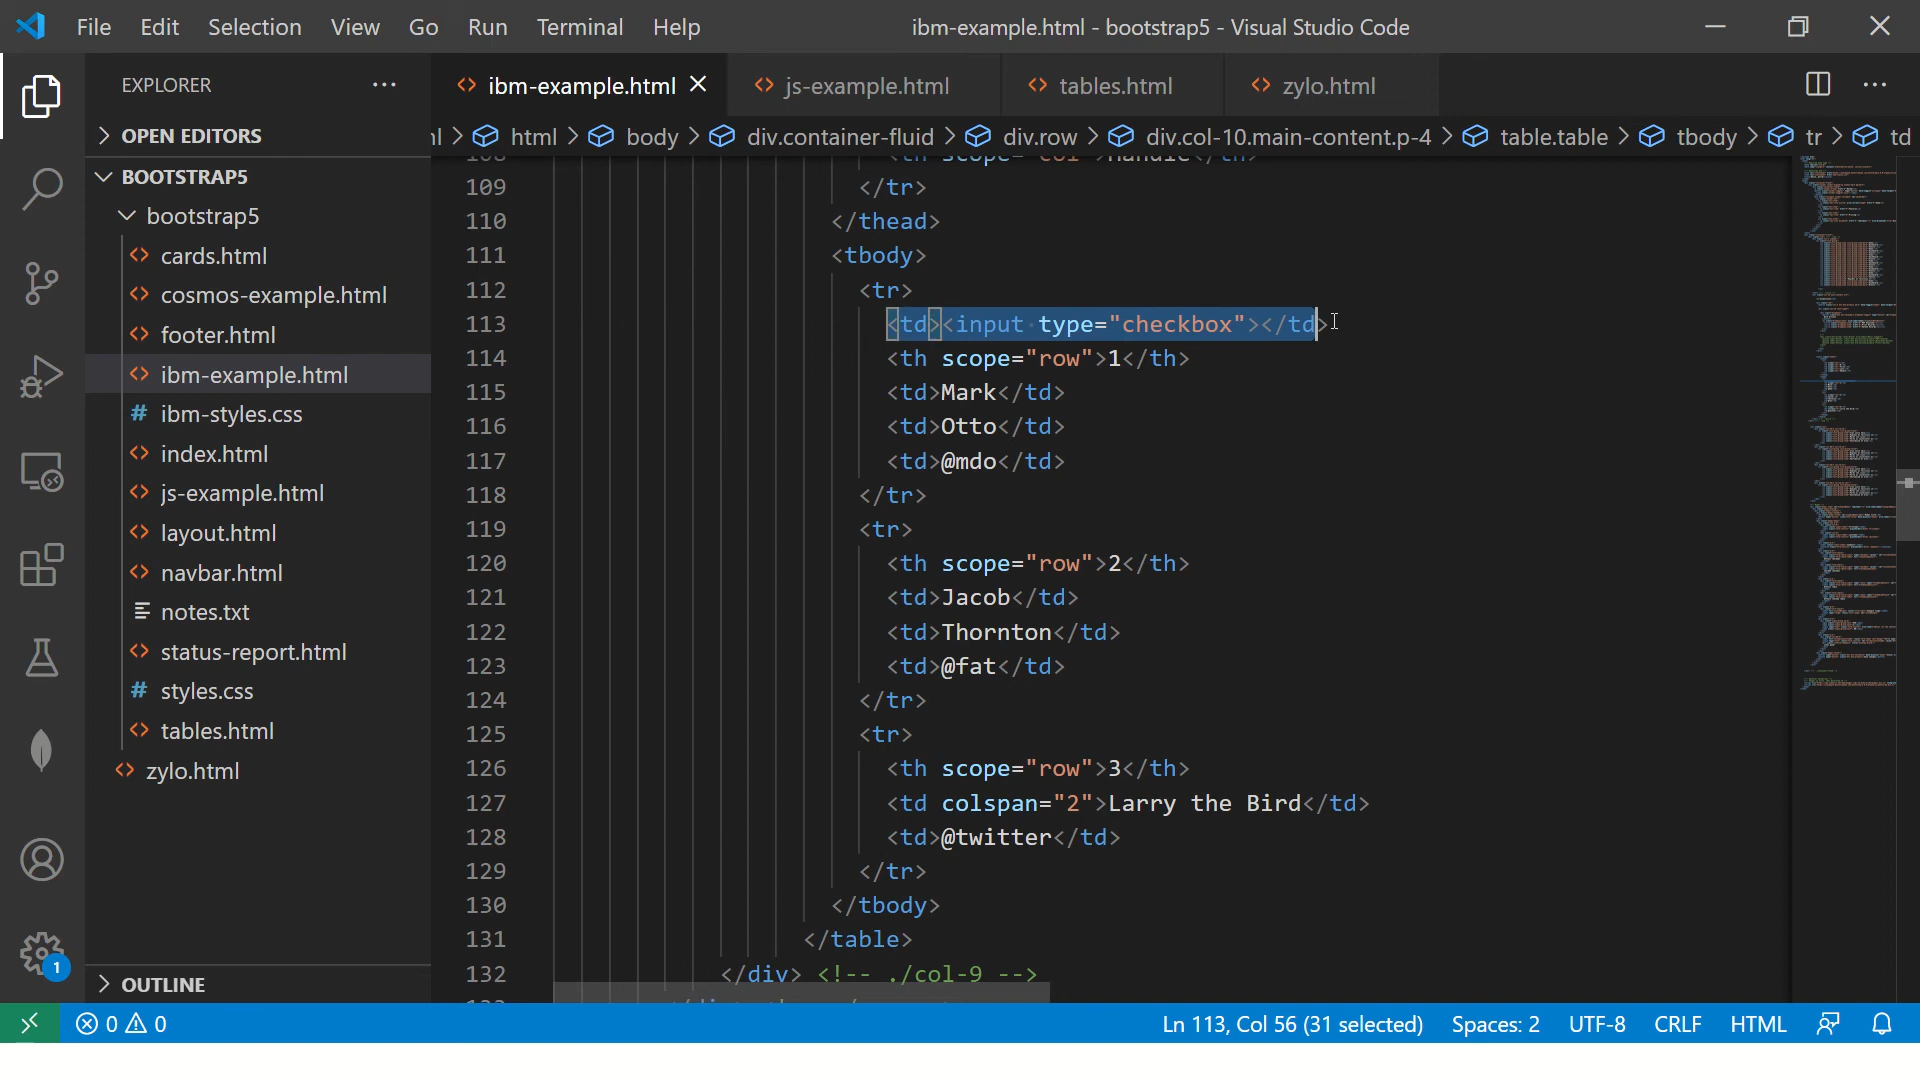 File Edit Selection View Go Run Terminal Help
ibm-example.html - bootstrap5 - Visual Studio Code
EXPLORER
ibm-example.html
js-example.html
tables.html
zylo.html
OPEN EDITORS
html > body > div.container-fluid > div.row > div.col-10.main-content.p-4 > table.table > tbody > tr > td
BOOTSTRAP5
bootstrap5
cards.html
cosmos-example.html
footer.html
ibm-example.html
ibm-styles.css
index.html
js-example.html
layout.html
navbar.html
notes.txt
status-report.html
styles.css
tables.html
zylo.html
OUTLINE
1
109 </tr>
110 </thead>
111 <tbody>
112 <tr>
113 <td><input type="checkbox"></td>
114 <th scope="row">1</th>
115 <td>Mark</td>
116 <td>Otto</td>
117 <td>@mdo</td>
118 </tr>
119 <tr>
120 <th scope="row">2</th>
121 <td>Jacob</td>
122 <td>Thornton</td>
123 <td>@fat</td>
124 </tr>
125 <tr>
126 <th scope="row">3</th>
127 <td colspan="2">Larry the Bird</td>
128 <td>@twitter</td>
129 </tr>
130 </tbody>
131 </table>
132 </div> <!-- ./col-9 -->
0 0
Ln 113, Col 56 (31 selected) Spaces: 2 UTF-8 CRLF HTML